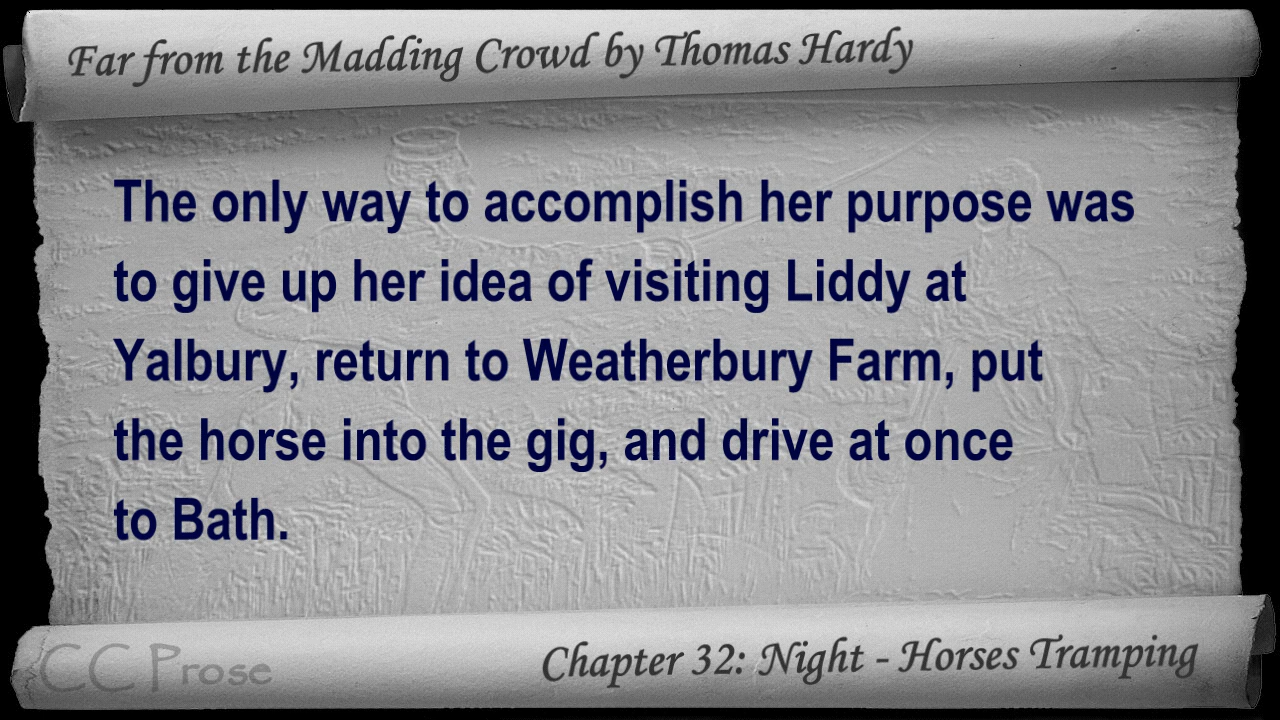 Far from the Madding Crowd by Thomas Hardy
The only way to accomplish her purpose was
to give up her idea of visiting Liddy at
Yalbury, return to Weatherbury Farm, put
the horse into the gig, and drive at once
to Bath.
CC Prose
Chapter 32: Night - Horses Tramping